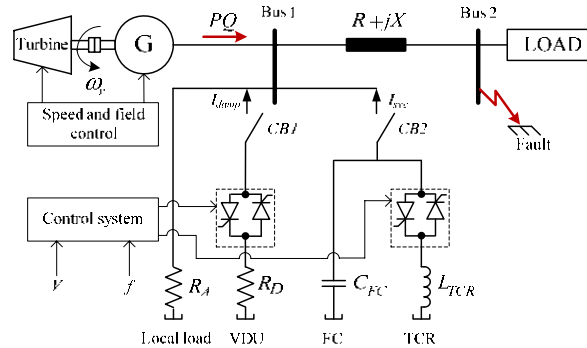 Turbine
G
PQ
Bus 1
R+jX
Bus 2
LOAD
ω_r
Speed and field control
I_damp
CB1
I_svc
CB2
Fault
Control system
V
f
R_A
R_D
C_FC
L_TCR
Local load
VDU
FC
TCR